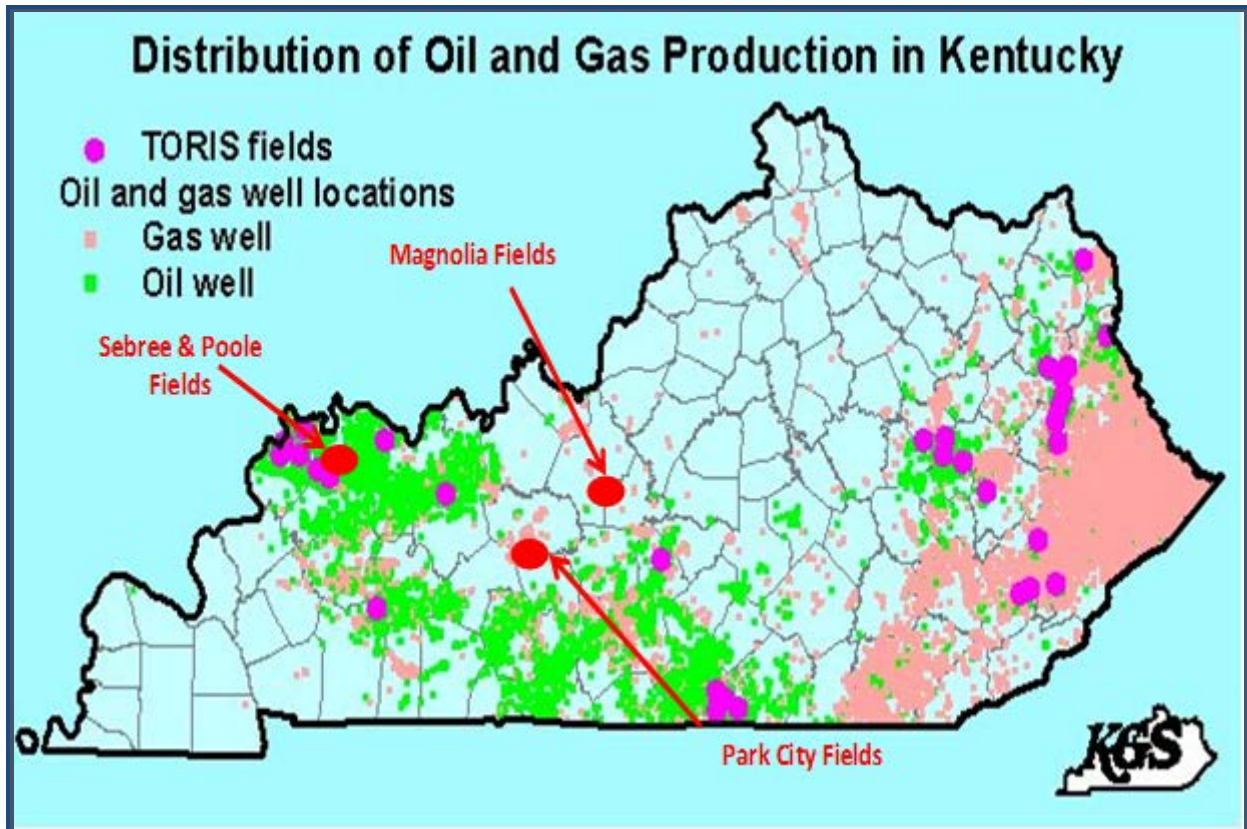 Distribution of Oil and Gas Production in Kentucky
TORIS fields
Oil and gas well locations
Gas well
Oil well
Magnolia Fields
Sebree & Poole
Fields
Park City Fields
KGS